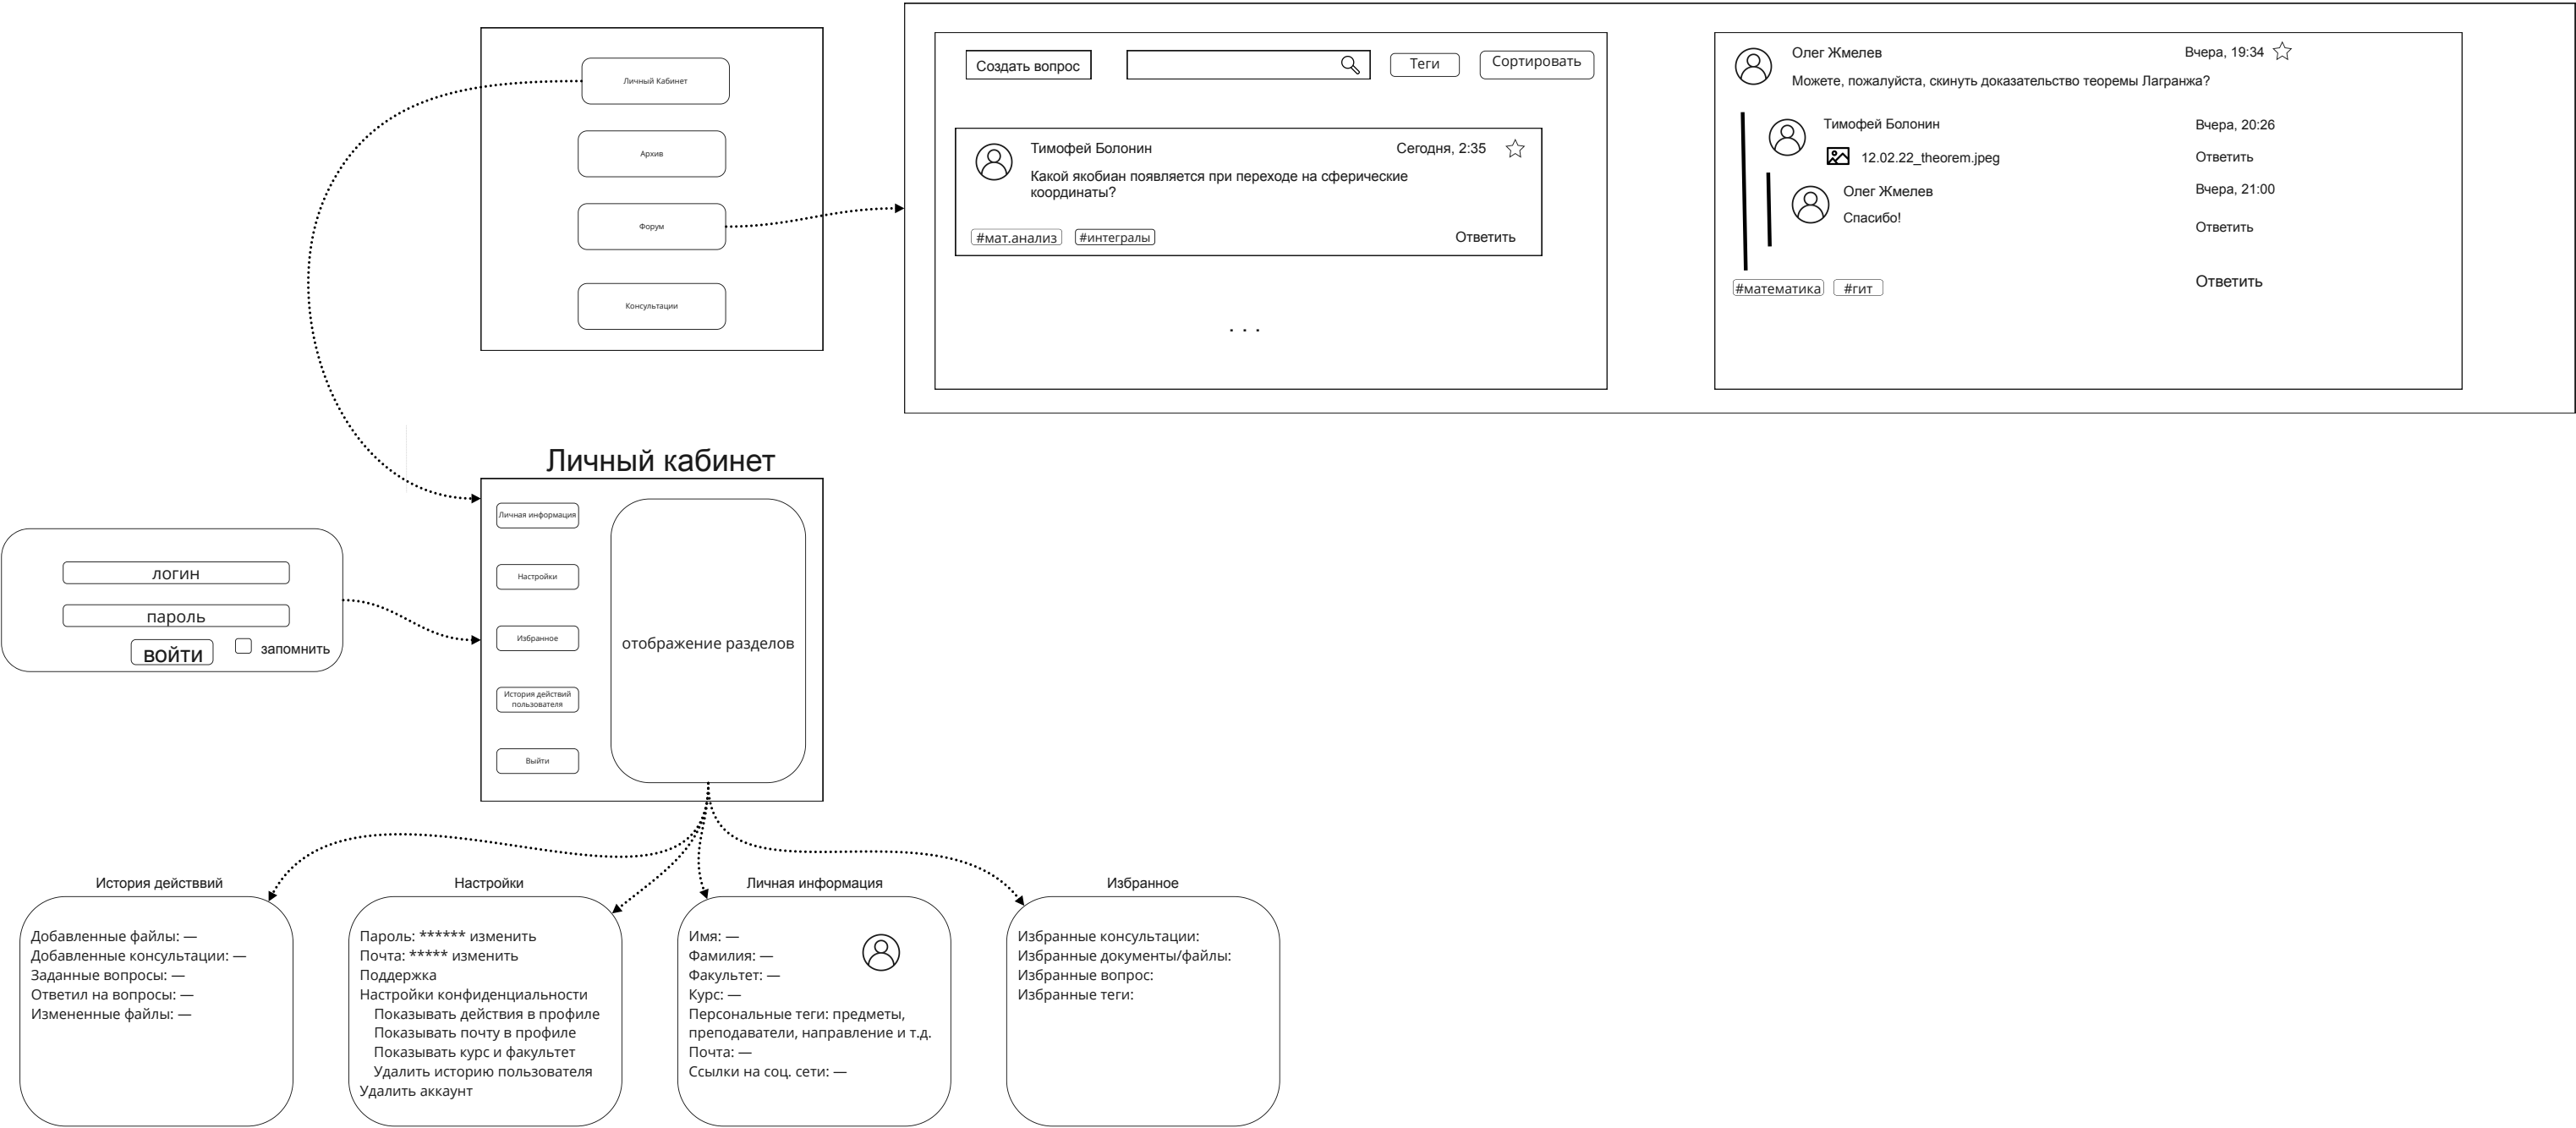 Личный Кабинет
Архив
Форум
Консультации
Создать вопрос
Теги
Сортировать
Тимофей Болонин
Сегодня, 2:35
Какой якобиан появляется при переходе на сферические
координаты?
#мат.анализ
#интегралы
Ответить
. . .
Олег Жмелев
Вчера, 19:34
Можете, пожалуйста, скинуть доказательство теоремы Лагранжа?
Тимофей Болонин
Вчера, 20:26
12.02.22_theorem.jpeg
Ответить
Олег Жмелев
Вчера, 21:00
Спасибо!
Ответить
#математика
#гит
Ответить
Личный кабинет
Личная информация
Настройки
Избранное
История действий
пользователя
Выйти
отображение разделов
логин
пароль
войти
запомнить
История действвий
Добавленные файлы: —
Добавленные консультации: —
Заданные вопросы: —
Ответил на вопросы: —
Измененные файлы: —
Настройки
Пароль: ****** изменить
Почта: ***** изменить
Поддержка
Настройки конфиденциальности
Показывать действия в профиле
Показывать почту в профиле
Показывать курс и факультет
Удалить историю пользователя
Удалить аккаунт
Личная информация
Имя: —
Фамилия: —
Факультет: —
Курс: —
Персональные теги: предметы,
преподаватели, направление и т.д.
Почта: —
Ссылки на соц. сети: —
Избранное
Избранные консультации:
Избранные документы/файлы:
Избранные вопрос:
Избранные теги: